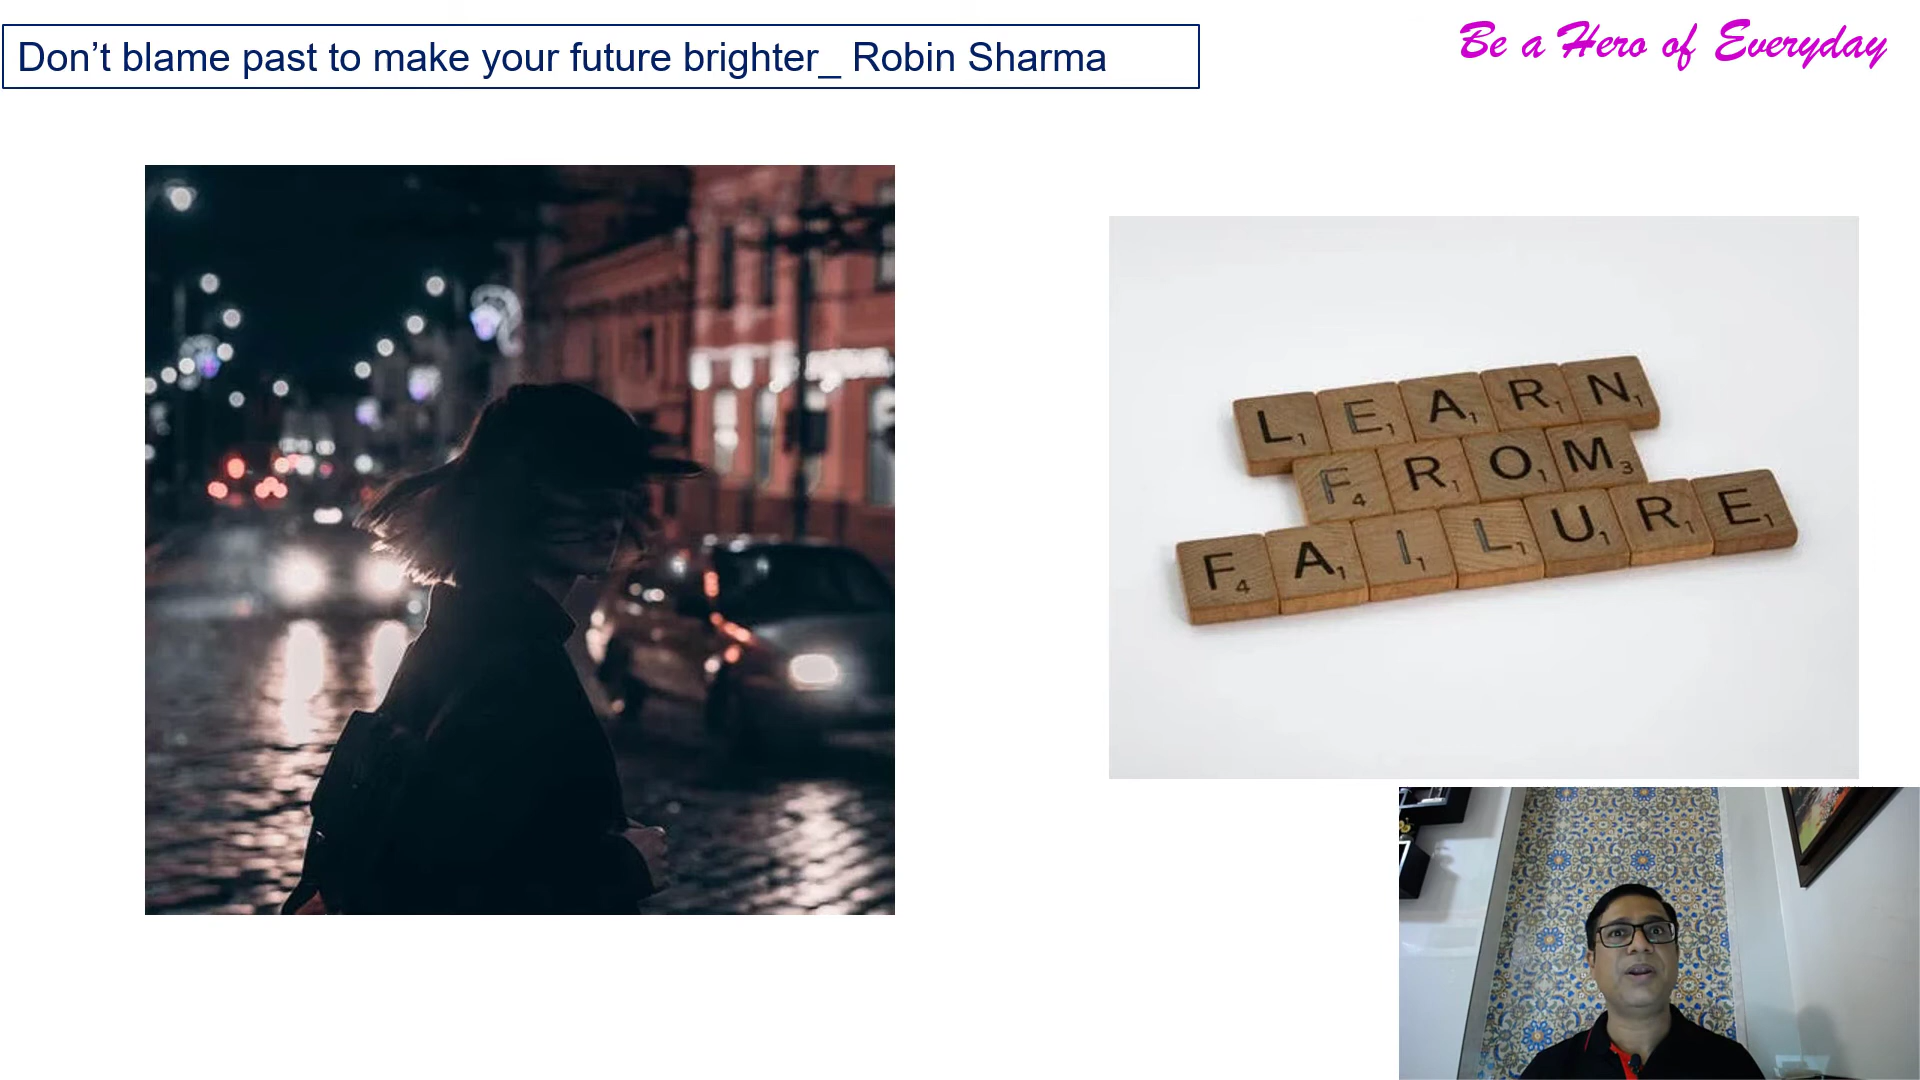 Don’t blame past to make your future brighter_ Robin Sharma
Be a Hero of Everyday
LEARN
FROM
FAILURE